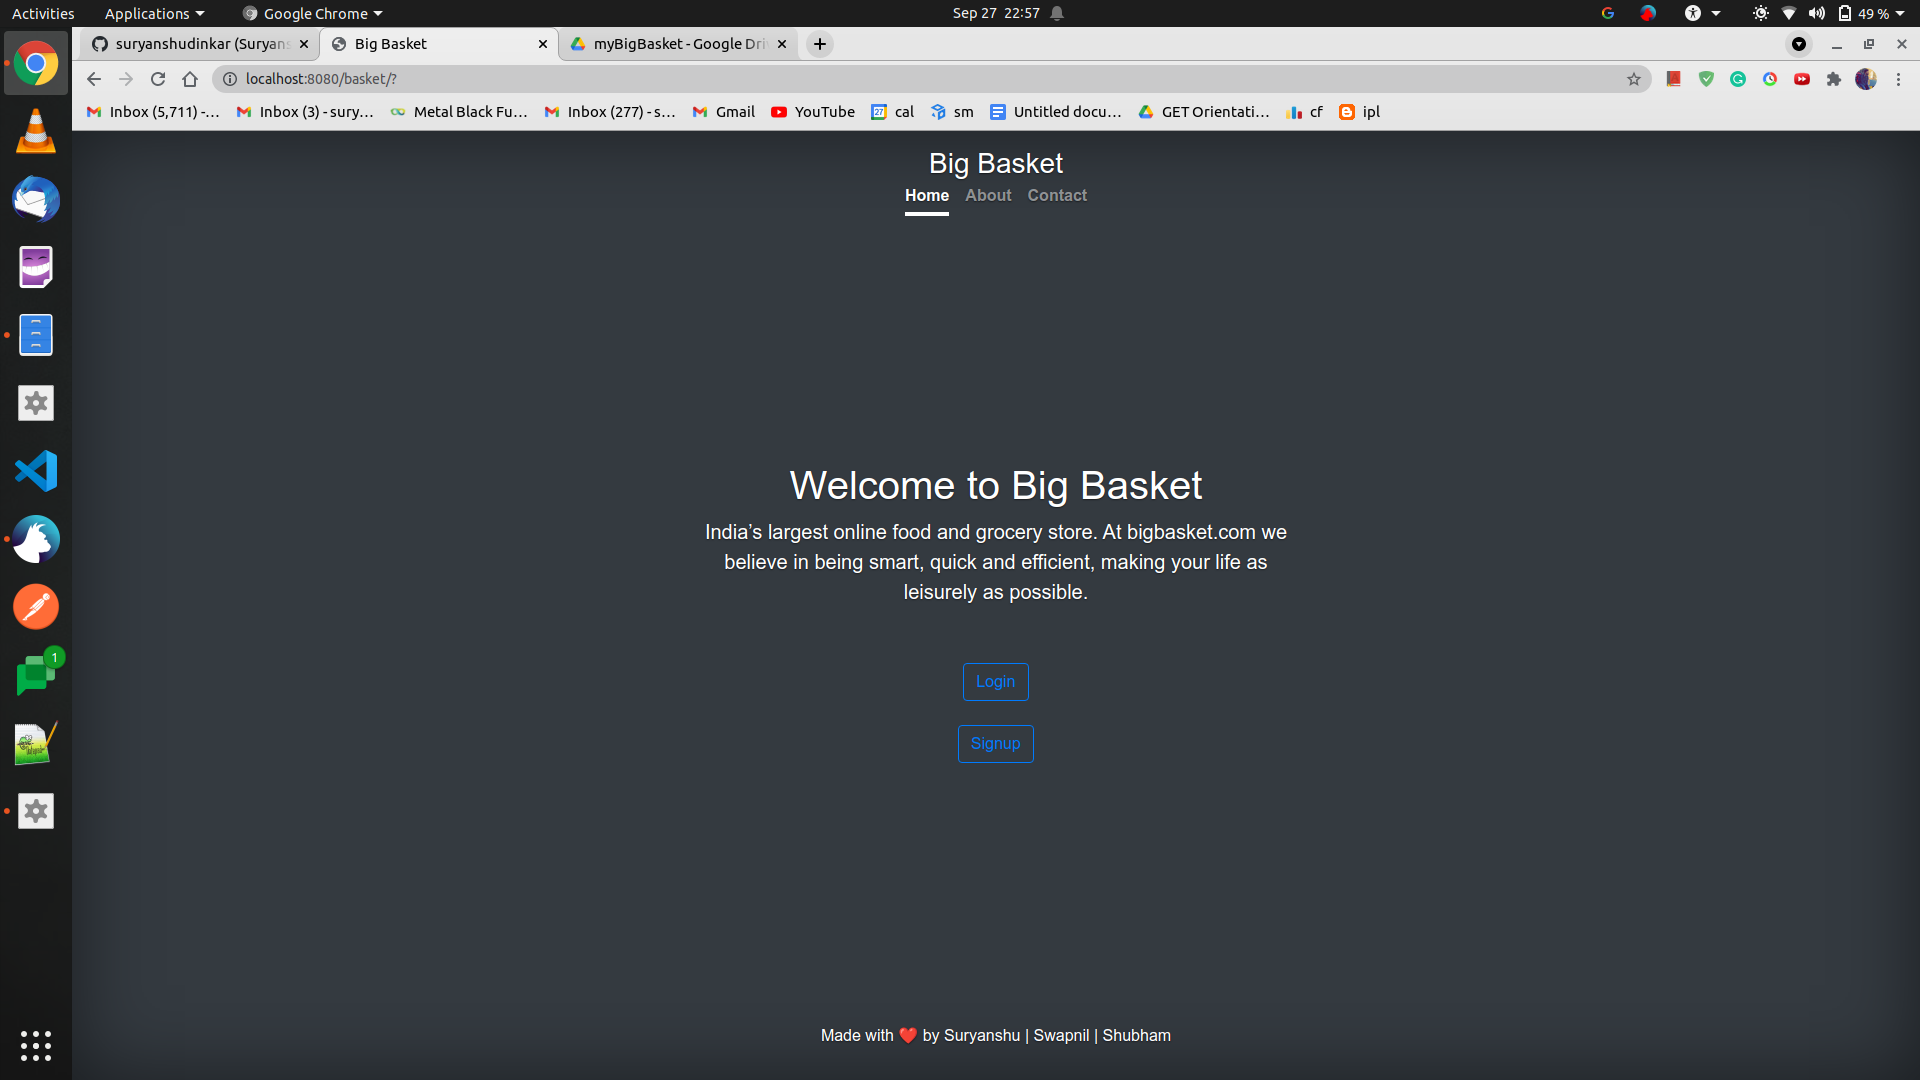 Activities Applications Google Chrome Sep 27 22:57 49 %
suryanshudinkar (Suryans Big Basket myBigBasket - Google Dri
localhost:8080/basket/?
Inbox (5,711) -... Inbox (3) - sury... Metal Black Fu... Inbox (277) - s... Gmail YouTube 27 cal sm Untitled docu... GET Orientati... cf ipl
Big Basket
Home About Contact
Welcome to Big Basket
India’s largest online food and grocery store. At bigbasket.com we
believe in being smart, quick and efficient, making your life as
leisurely as possible.
1
Login
Signup
Made with ❤️ by Suryanshu | Swapnil | Shubham